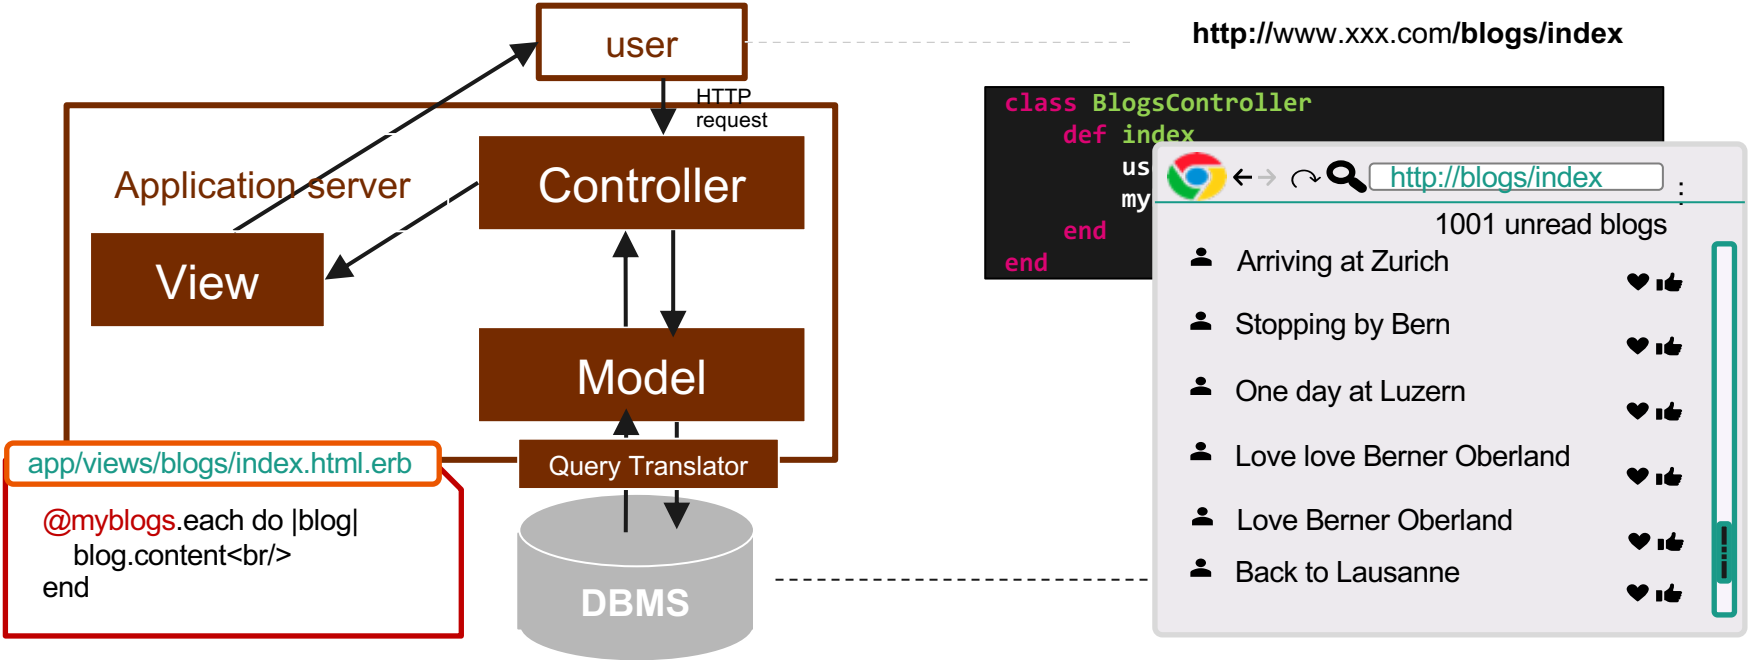 user
http://www.xxx.com/blogs/index
HTTP
request
Application server
Controller
View
Model
Query Translator
DBMS
app/views/blogs/index.html.erb
@myblogs.each do |blog|
blog.content<br/>
end
class BlogsController
def index
us
my
end
end
http://blogs/index
1001 unread blogs
Arriving at Zurich
Stopping by Bern
One day at Luzern
Love love Berner Oberland
Love Berner Oberland
Back to Lausanne